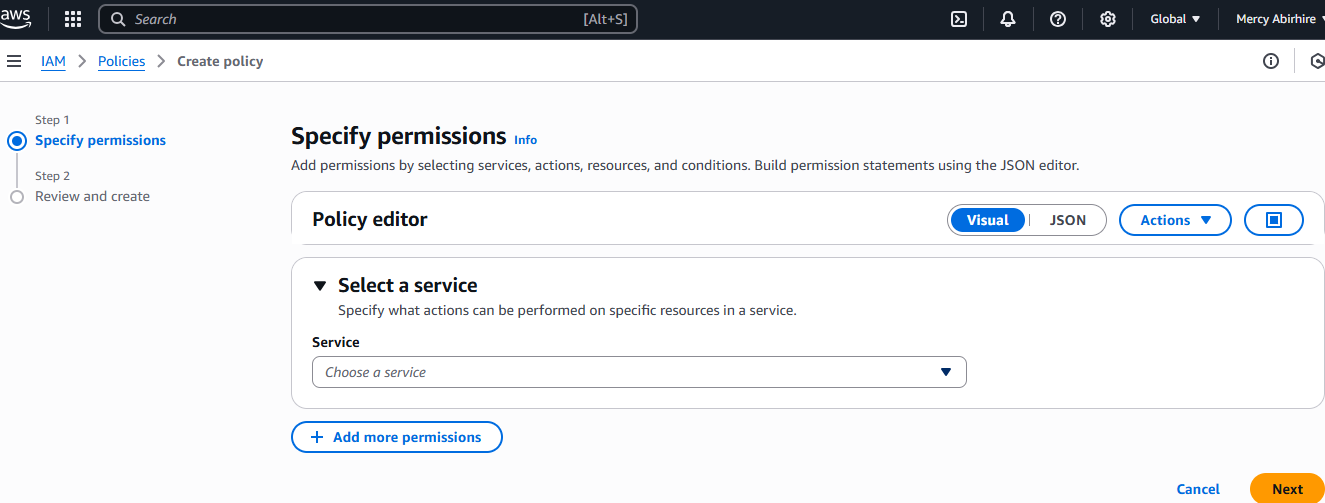 aws Search [Alt+S] Global Mercy Abirhire
IAM Policies Create policy
Step 1
Specify permissions
Step 2
Review and create
Specify permissions Info
Add permissions by selecting services, actions, resources, and conditions. Build permission statements using the JSON editor.
Policy editor Visual JSON Actions
Select a service
Specify what actions can be performed on specific resources in a service.
Service
Choose a service
Add more permissions
Cancel Next